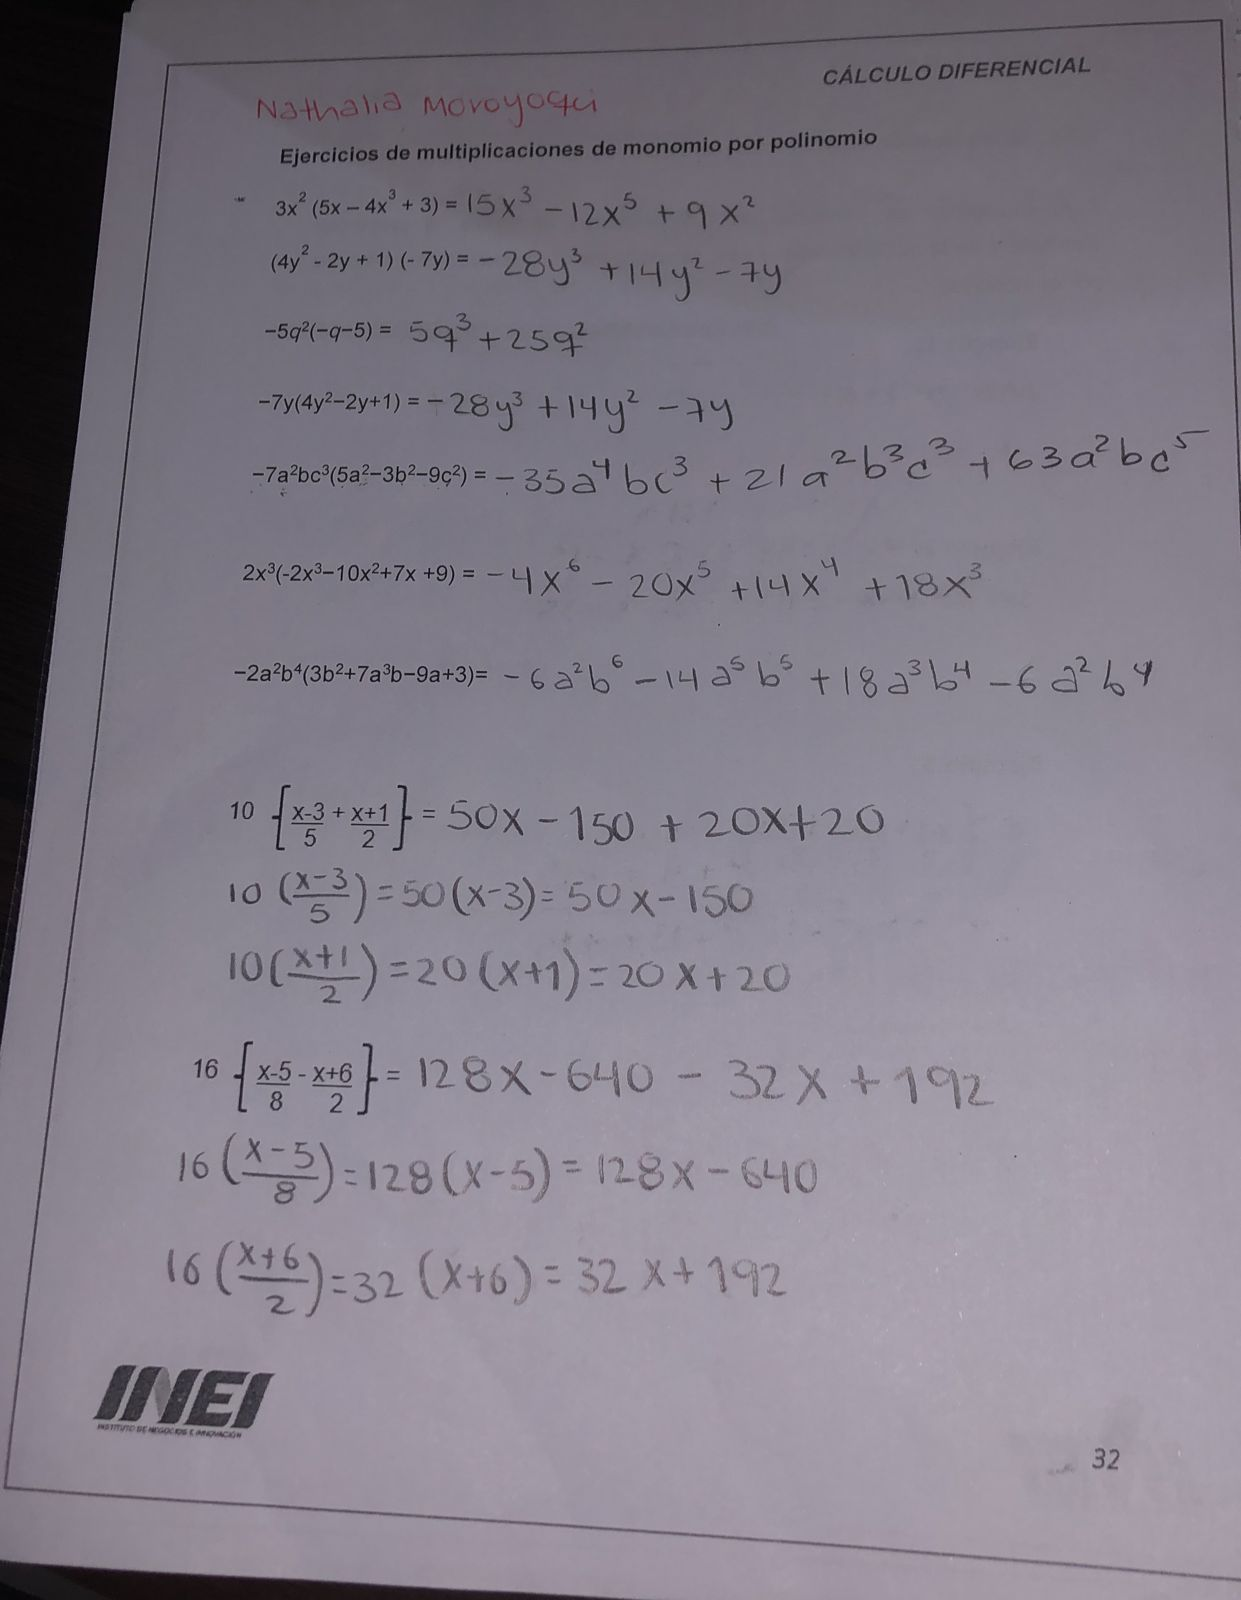 CÁLCULO DIFERENCIAL
Nathalia Moroyoqui
Ejercicios de multiplicaciones de monomio por polinomio
3x² (5x – 4x³ + 3) = 15x³ – 12x⁵ + 9x²
(4y² - 2y + 1) (- 7y) = -28y³ + 14y² - 7y
–5q²(–q–5) = 5q³ + 25q²
–7y(4y²–2y+1) = -28y³ + 14y² - 7y
–7a²bc³(5a²–3b²–9c²) = -35a⁴bc³ + 21a²b³c³ + 63a²bc⁵
2x³(-2x³–10x²+7x +9) = -4x⁶ - 20x⁵ + 14x⁴ + 18x³
–2a²b⁴(3b²+7a³b–9a+3)= -6a²b⁶ - 14a⁵b⁵ + 18a³b⁴ - 6a²b⁴
10 [x-3/5 + x+1/2] = 50x - 150 + 20x+20
10 (x-3/5) = 50(x-3) = 50x - 150
10 (x+1/2) = 20(x+1) = 20x + 20
16 [x-5/8 - x+6/2] = 128x - 640 - 32x + 192
16 (x-5/8) = 128(x-5) = 128x - 640
16 (x+6/2) = 32 (x+6) = 32x + 192
INEI
INSTITUTO DE NEGOCIOS E INNOVACIÓN
32